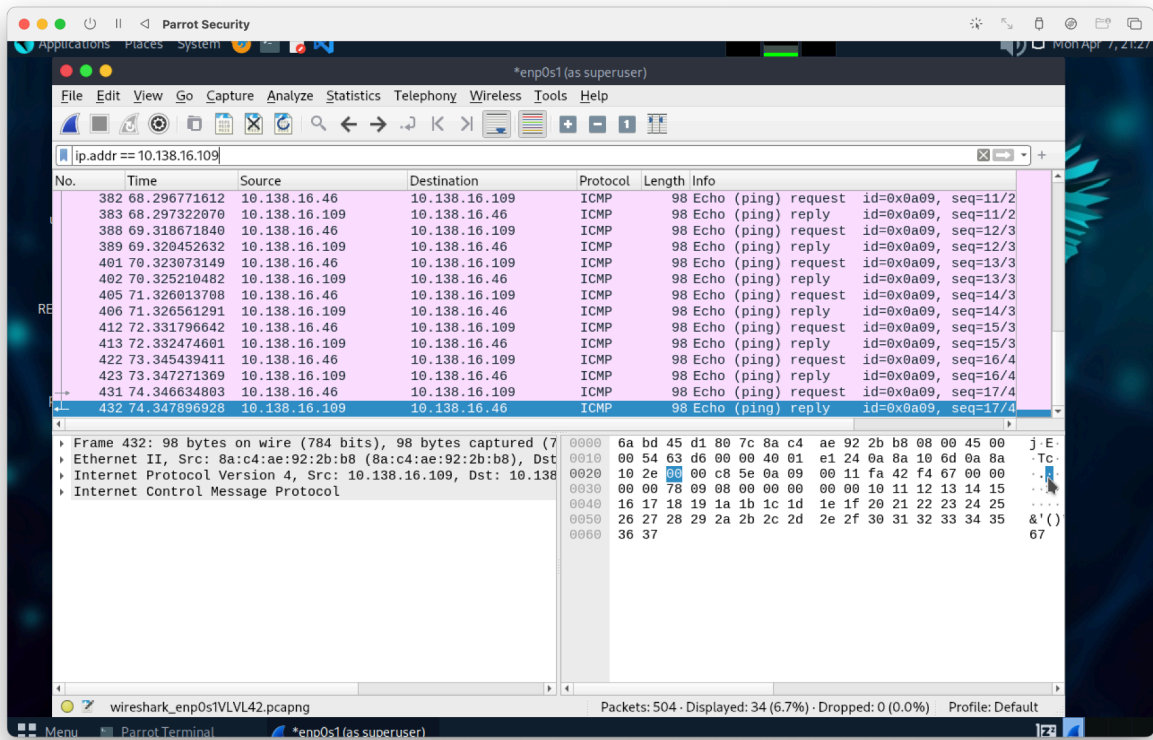 Parrot Security
Applications Places System Mon Apr 7, 21:27
*enp0s1 (as superuser)
File Edit View Go Capture Analyze Statistics Telephony Wireless Tools Help
ip.addr == 10.138.16.109
No. Time Source Destination Protocol Length Info
382 68.296771612 10.138.16.46 10.138.16.109 ICMP 98 Echo (ping) request id=0x0a09, seq=11/2
383 68.297322070 10.138.16.109 10.138.16.46 ICMP 98 Echo (ping) reply id=0x0a09, seq=11/2
388 69.318671840 10.138.16.46 10.138.16.109 ICMP 98 Echo (ping) request id=0x0a09, seq=12/3
389 69.320452632 10.138.16.109 10.138.16.46 ICMP 98 Echo (ping) reply id=0x0a09, seq=12/3
401 70.323073149 10.138.16.46 10.138.16.109 ICMP 98 Echo (ping) request id=0x0a09, seq=13/3
402 70.325210482 10.138.16.109 10.138.16.46 ICMP 98 Echo (ping) reply id=0x0a09, seq=13/3
405 71.326013708 10.138.16.46 10.138.16.109 ICMP 98 Echo (ping) request id=0x0a09, seq=14/3
RE
406 71.326561291 10.138.16.109 10.138.16.46 ICMP 98 Echo (ping) reply id=0x0a09, seq=14/3
412 72.331796642 10.138.16.46 10.138.16.109 ICMP 98 Echo (ping) request id=0x0a09, seq=15/3
413 72.332474601 10.138.16.109 10.138.16.46 ICMP 98 Echo (ping) reply id=0x0a09, seq=15/3
422 73.345439411 10.138.16.46 10.138.16.109 ICMP 98 Echo (ping) request id=0x0a09, seq=16/4
423 73.347271369 10.138.16.109 10.138.16.46 ICMP 98 Echo (ping) reply id=0x0a09, seq=16/4
431 74.346634803 10.138.16.46 10.138.16.109 ICMP 98 Echo (ping) request id=0x0a09, seq=17/4
432 74.347896928 10.138.16.109 10.138.16.46 ICMP 98 Echo (ping) reply id=0x0a09, seq=17/4
Frame 432: 98 bytes on wire (784 bits), 98 bytes captured (7
Ethernet II, Src: 8a:c4:ae:92:2b:b8 (8a:c4:ae:92:2b:b8), Dst
Internet Protocol Version 4, Src: 10.138.16.109, Dst: 10.138
Internet Control Message Protocol
0000 6a bd 45 d1 80 7c 8a c4 ae 92 2b b8 08 00 45 00 j·E·
0010 00 54 63 d6 00 00 40 01 e1 24 0a 8a 10 6d 0a 8a ·Tc·
0020 10 2e 00 00 c8 5e 0a 09 00 11 fa 42 f4 67 00 00
0030 00 00 78 09 08 00 00 00 00 00 10 11 12 13 14 15
0040 16 17 18 19 1a 1b 1c 1d 1e 1f 20 21 22 23 24 25 ····
0050 26 27 28 29 2a 2b 2c 2d 2e 2f 30 31 32 33 34 35 &'()
0060 36 37 67
wireshark_enp0s1VLVL42.pcapng Packets: 504 · Displayed: 34 (6.7%) · Dropped: 0 (0.0%) Profile: Default
Menu Parrot Terminal *enp0s1 (as superuser)